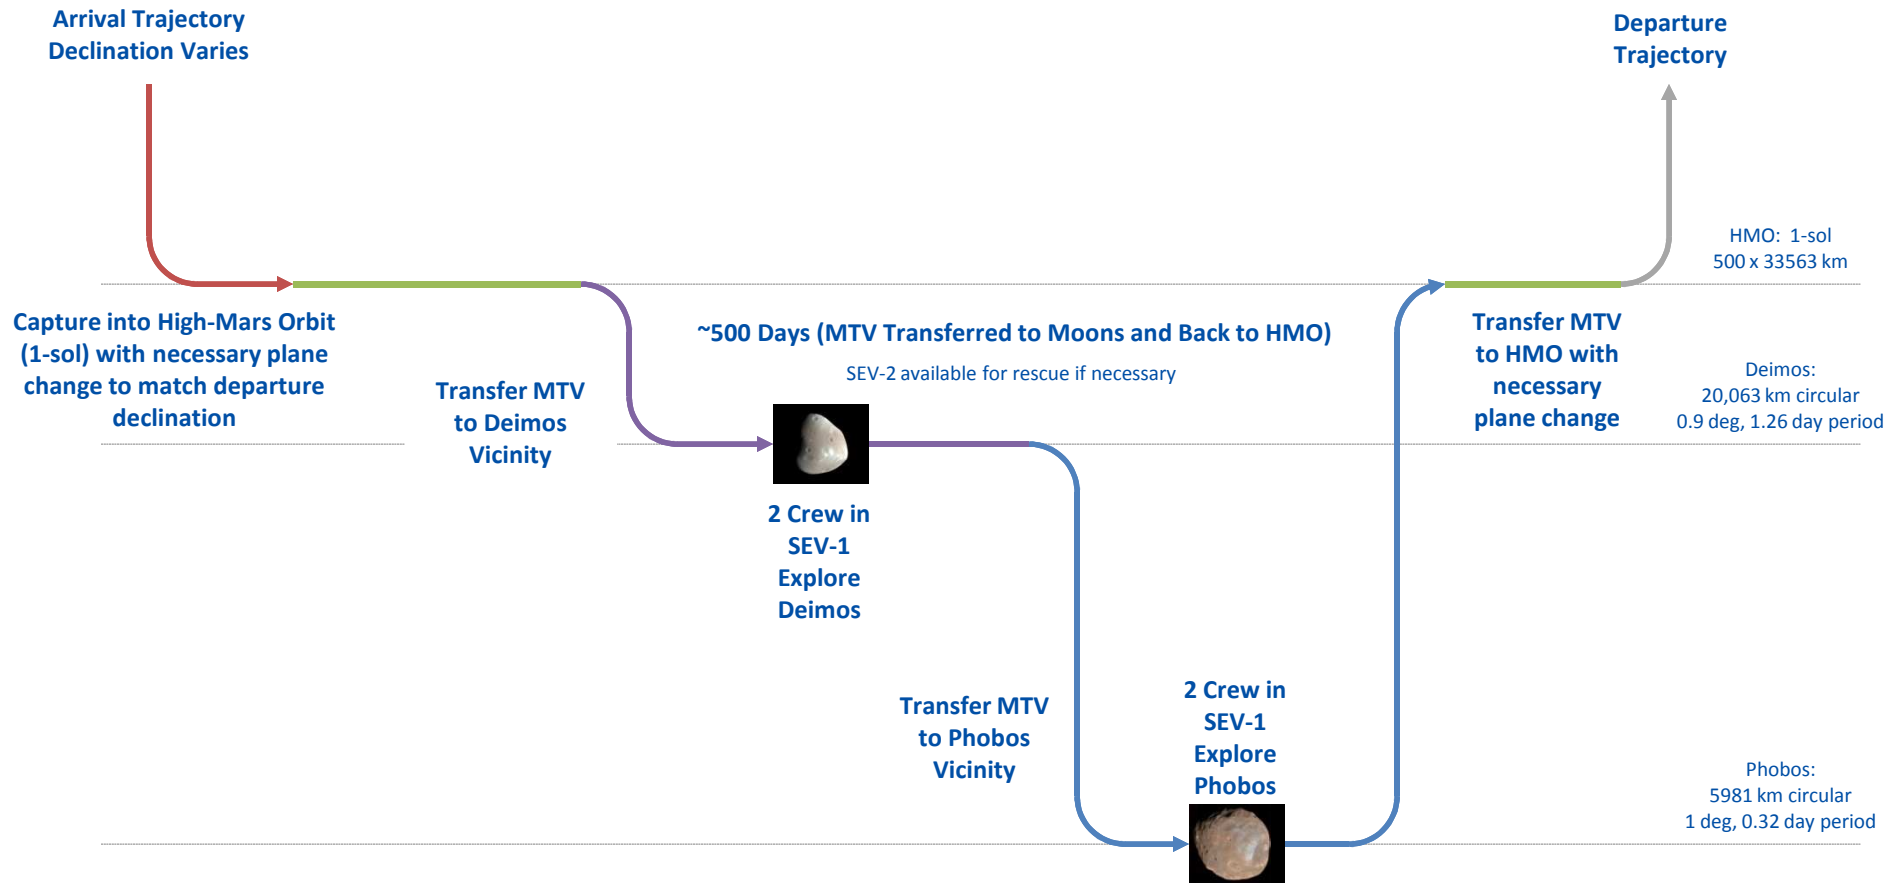 Arrival Trajectory
Declination Varies
Departure
Trajectory
HMO:  1-sol
500 x 33563 km
Capture into High-Mars Orbit
(1-sol) with necessary plane
change to match departure
declination
~500 Days (MTV Transferred to Moons and Back to HMO)
SEV-2 available for rescue if necessary
Transfer MTV
to HMO with
necessary
plane change
Deimos:
20,063 km circular
0.9 deg, 1.26 day period
Transfer MTV
to Deimos
Vicinity
2 Crew in
SEV-1
Explore
Deimos
Transfer MTV
to Phobos
Vicinity
2 Crew in
SEV-1
Explore
Phobos
Phobos:
5981 km circular
1 deg, 0.32 day period